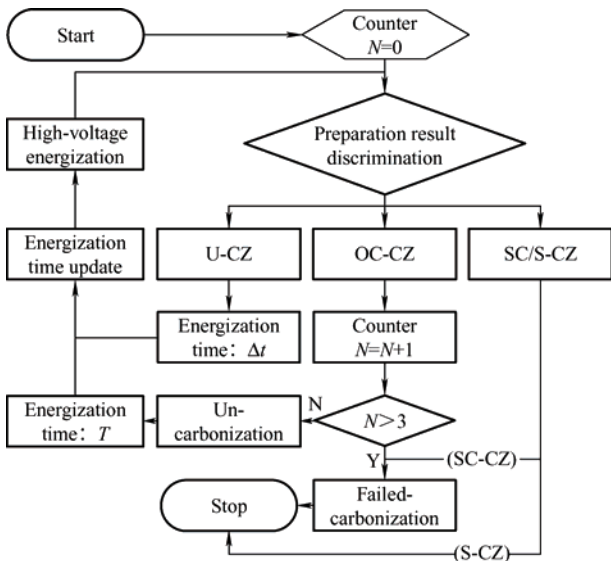 Start
Counter
N=0
High-voltage
energization
Preparation result
discrimination
Energization
time update
U-CZ
OC-CZ
SC/S-CZ
Energization
time: Δt
Counter
N=N+1
Energization
time: T
Un-
carbonization
N
N>3
Y
(SC-CZ)
Stop
Failed-
carbonization
(S-CZ)